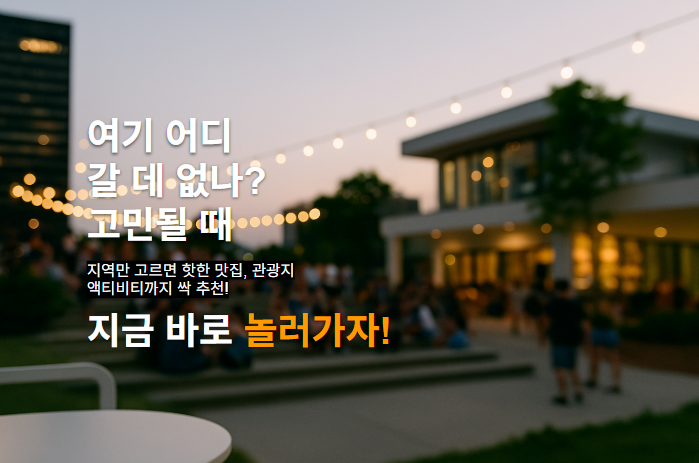 여기 어디
갈 데 없나?
고민될 때
지역만 고르면 핫한 맛집, 관광지
액티비티까지 싹 추천!
지금 바로 놀러가자!